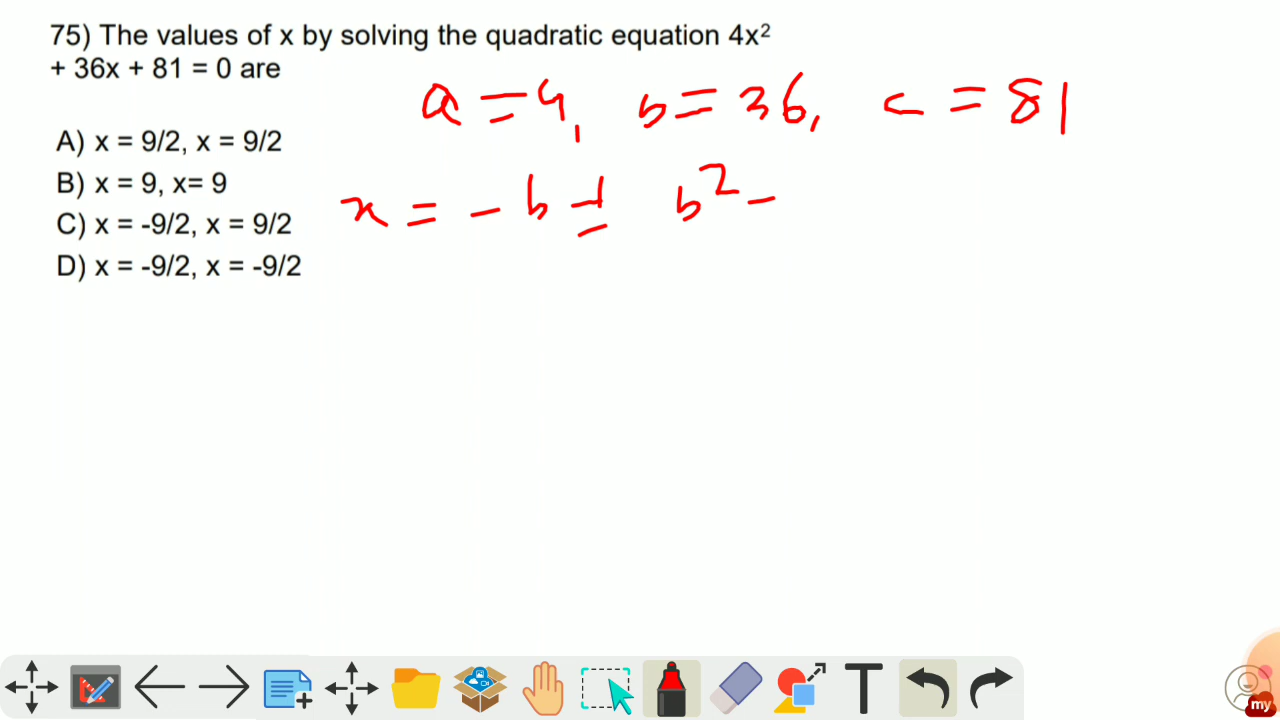 75) The values of x by solving the quadratic equation 4x²
+ 36x + 81 = 0 are
a = 4, b = 36, c = 81
A) x = 9/2, x = 9/2
B) x = 9, x= 9
x = - b ± b² -
C) x = -9/2, x = 9/2
D) x = -9/2, x = -9/2
T
my